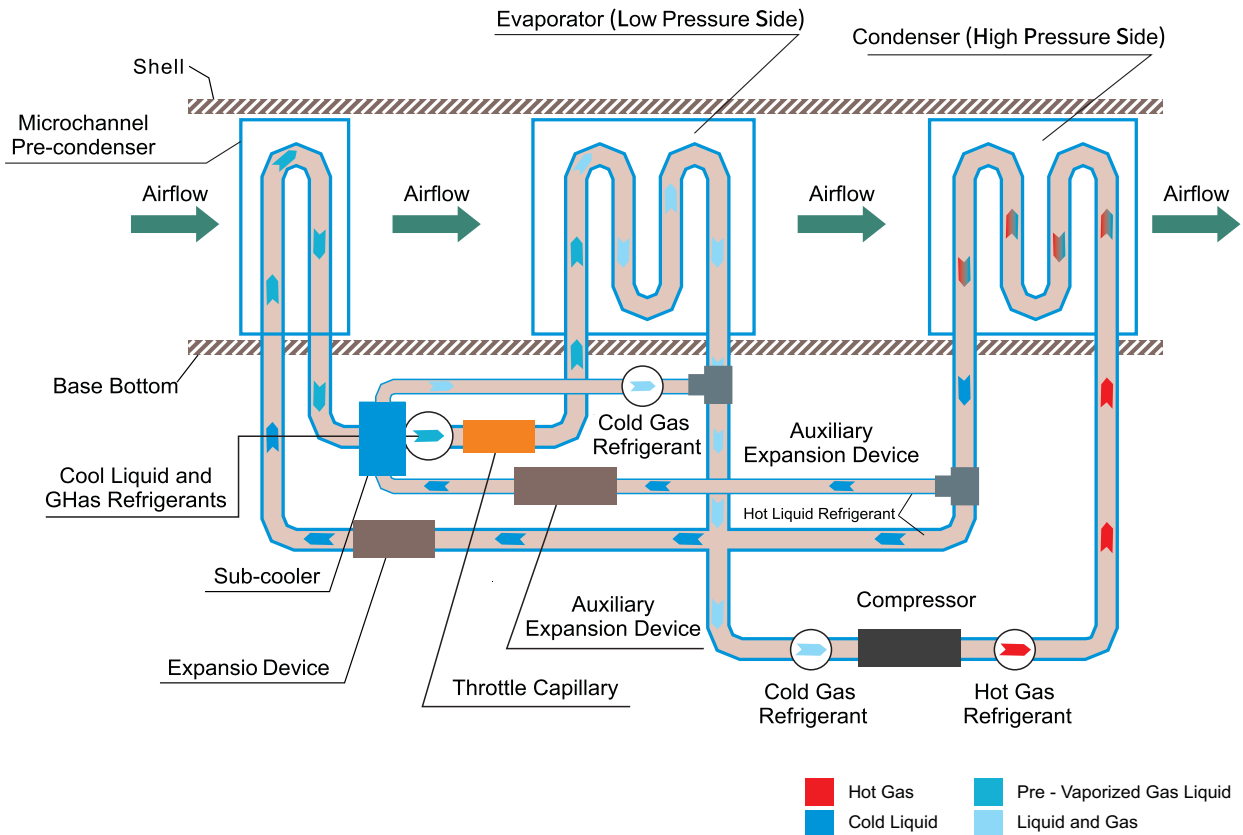 Evaporator (Low Pressure Side)
Condenser (High Pressure Side)
Shell
Microchannel
Pre-condenser
Airflow
Airflow
Airflow
Airflow
Base Bottom
Cold Gas
Refrigerant
Auxiliary
Expansion Device
Cool Liquid and
GHas Refrigerants
Hot Liquid Refrigerant
Sub-cooler
Auxiliary
Expansion Device
Compressor
Expansio Device
Throttle Capillary
Cold Gas
Refrigerant
Hot Gas
Refrigerant
Hot Gas
Pre - Vaporized Gas Liquid
Cold Liquid
Liquid and Gas